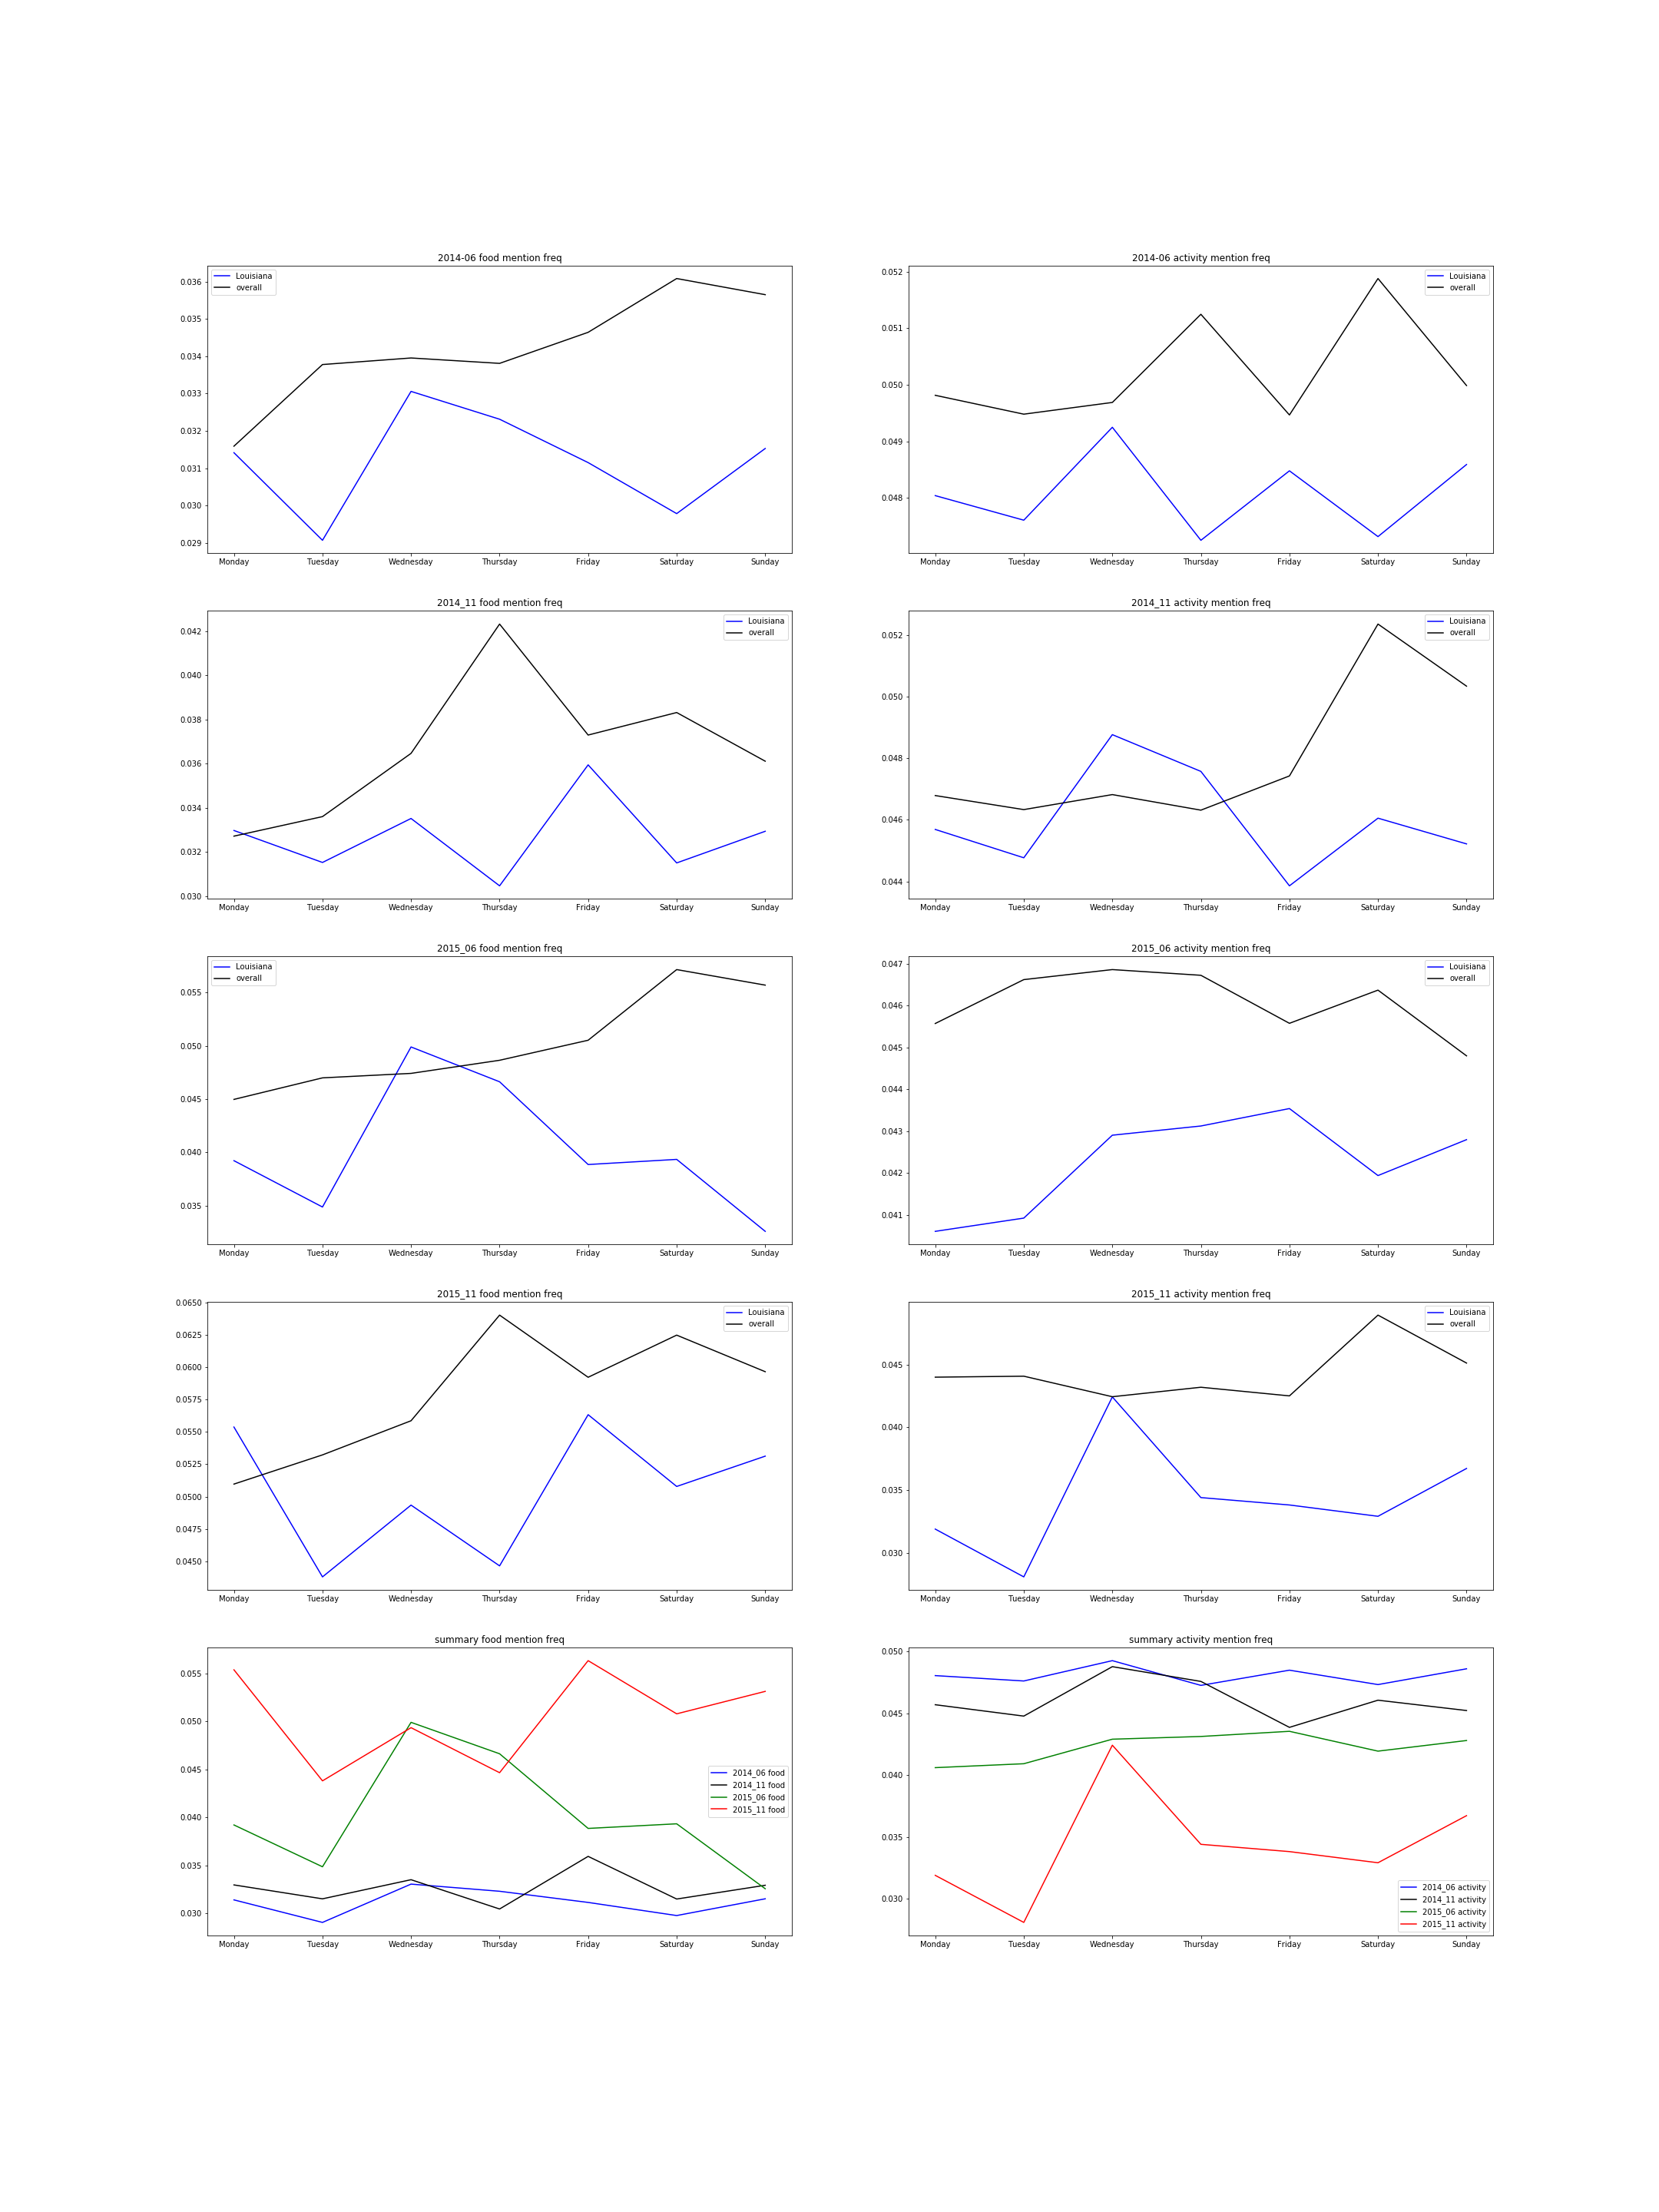 2014-06 food mention freq
Louisiana
overall
0.036
0.035
0.034
0.033
0.032
0.031
0.030
0.029
Monday Tuesday Wednesday Thursday Friday Saturday Sunday
2014-06 activity mention freq
Louisiana
overall
0.052
0.051
0.050
0.049
0.048
Monday Tuesday Wednesday Thursday Friday Saturday Sunday
2014_11 food mention freq
Louisiana
overall
0.042
0.040
0.038
0.036
0.034
0.032
0.030
Monday Tuesday Wednesday Thursday Friday Saturday Sunday
2014_11 activity mention freq
Louisiana
overall
0.052
0.050
0.048
0.046
0.044
Monday Tuesday Wednesday Thursday Friday Saturday Sunday
2015_06 food mention freq
Louisiana
overall
0.055
0.050
0.045
0.040
0.035
Monday Tuesday Wednesday Thursday Friday Saturday Sunday
2015_06 activity mention freq
Louisiana
overall
0.047
0.046
0.045
0.044
0.043
0.042
0.041
Monday Tuesday Wednesday Thursday Friday Saturday Sunday
2015_11 food mention freq
Louisiana
overall
0.0650
0.0625
0.0600
0.0575
0.0550
0.0525
0.0500
0.0475
0.0450
Monday Tuesday Wednesday Thursday Friday Saturday Sunday
2015_11 activity mention freq
Louisiana
overall
0.045
0.040
0.035
0.030
Monday Tuesday Wednesday Thursday Friday Saturday Sunday
summary food mention freq
0.055
0.050
0.045
0.040
0.035
0.030
2014_06 food
2014_11 food
2015_06 food
2015_11 food
Monday Tuesday Wednesday Thursday Friday Saturday Sunday
summary activity mention freq
0.050
0.045
0.040
0.035
0.030
2014_06 activity
2014_11 activity
2015_06 activity
2015_11 activity
Monday Tuesday Wednesday Thursday Friday Saturday Sunday